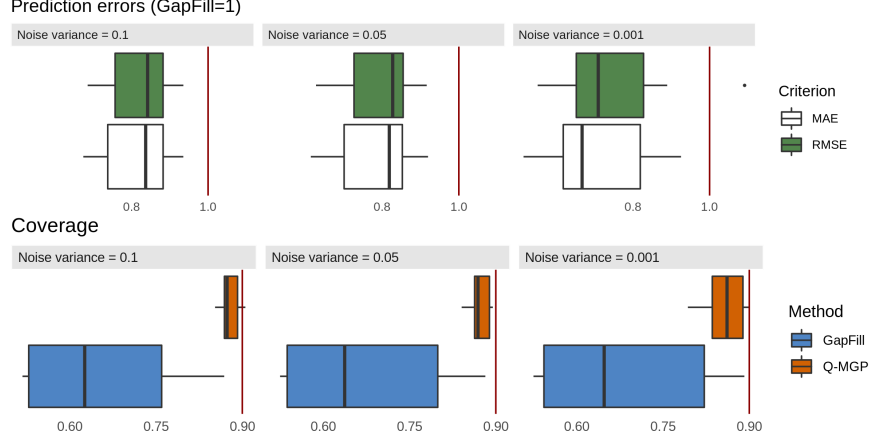 Prediction errors (GapFill=1)
Noise variance = 0.1
Noise variance = 0.05
Noise variance = 0.001
0.8 1.0
0.8 1.0
0.8 1.0
Criterion
MAE
RMSE
Coverage
Noise variance = 0.1
Noise variance = 0.05
Noise variance = 0.001
0.60 0.75 0.90
0.60 0.75 0.90
0.60 0.75 0.90
Method
GapFill
Q-MGP